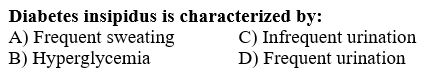 Diabetes insipidus is characterized by:
A) Frequent sweating C) Infrequent urination
B) Hyperglycemia D) Frequent urination